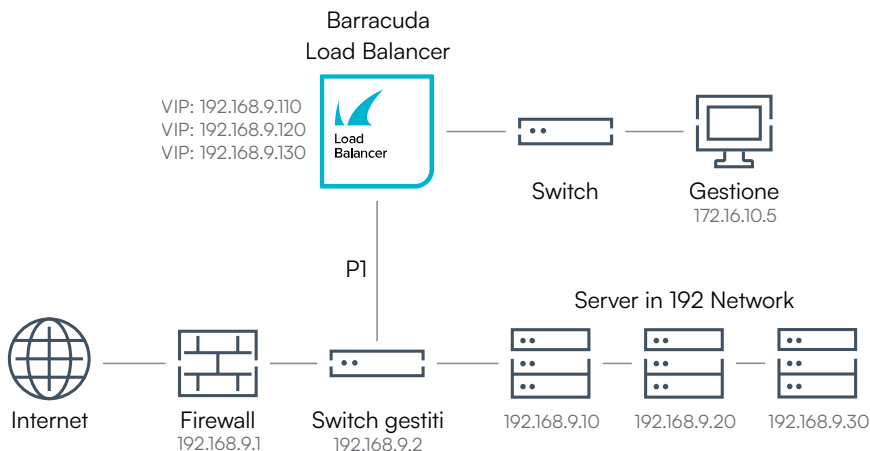 Barracuda
Load Balancer
VIP: 192.168.9.110
VIP: 192.168.9.120
VIP: 192.168.9.130
Load
Balancer
Switch
Gestione
172.16.10.5
P1
Server in 192 Network
Internet
Firewall
192.168.9.1
Switch gestiti
192.168.9.2
192.168.9.10
192.168.9.20
192.168.9.30